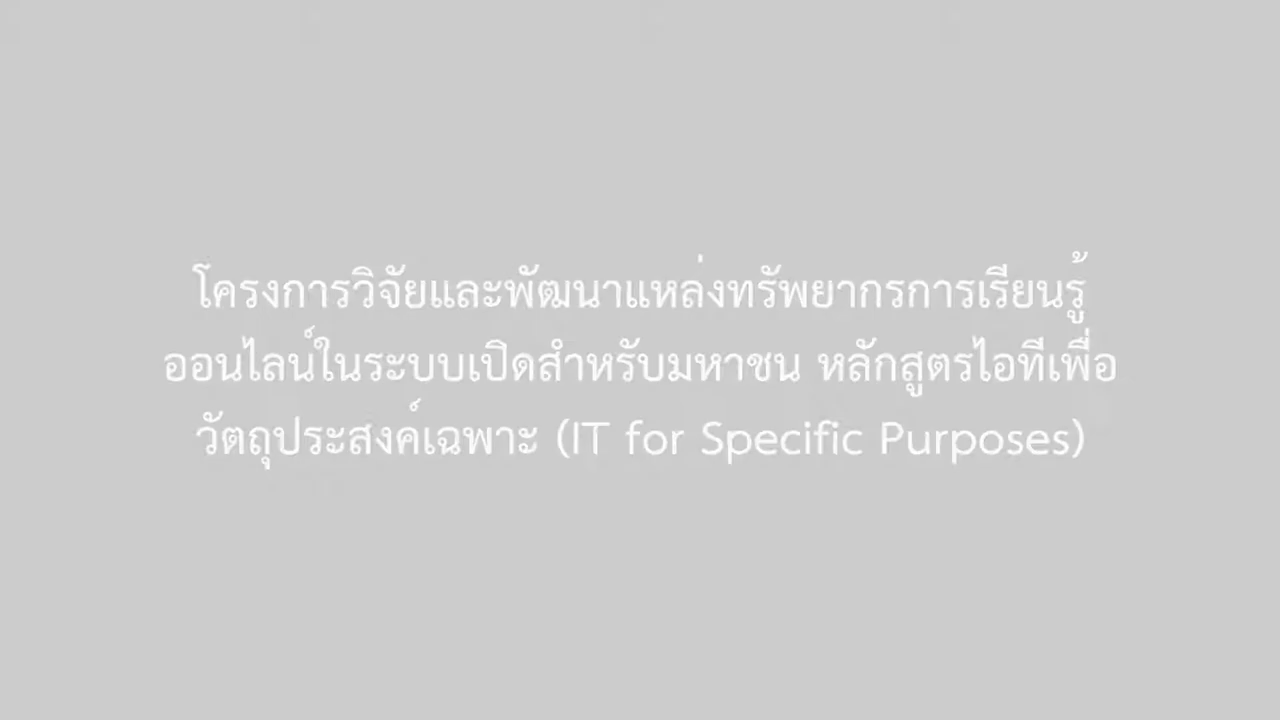 โครงการวิจัยและพัฒนาแหล่งทรัพยากรการเรียนรู้
ออนไลน์ในระบบเปิดสำหรับมหาชน หลักสูตรไอทีเพื่อ
วัตถุประสงค์เฉพาะ (IT for Specific Purposes)